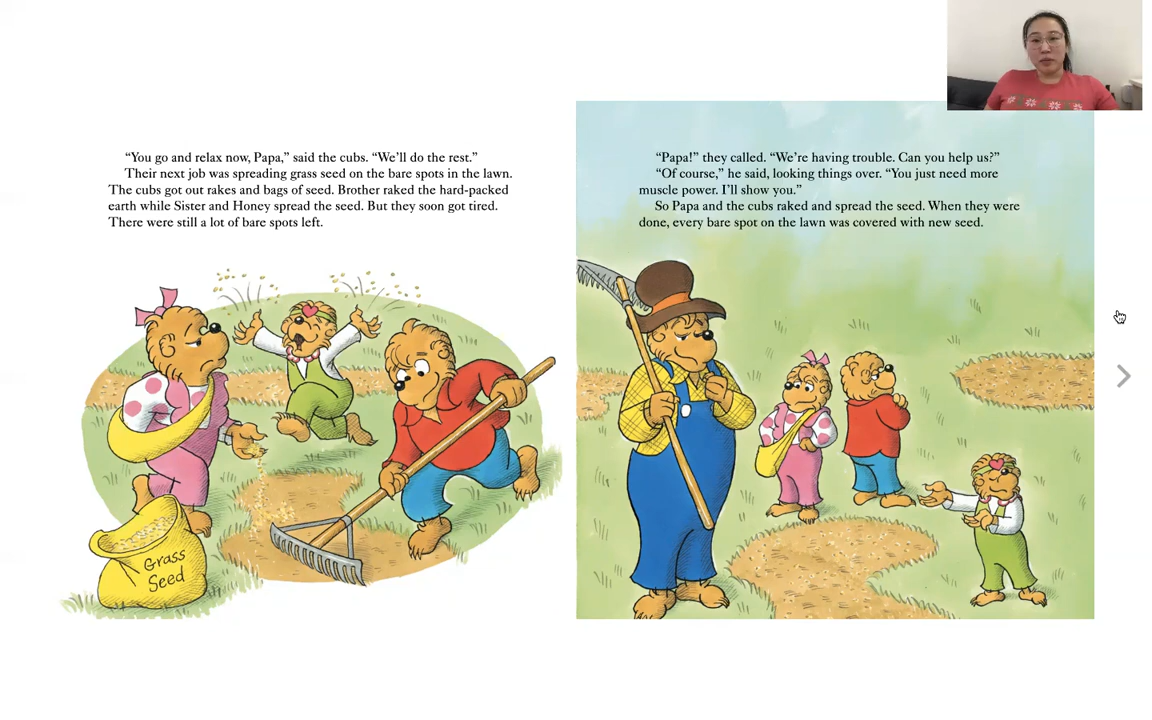 “You go and relax now, Papa,” said the cubs. “We’ll do the rest.”
Their next job was spreading grass seed on the bare spots in the lawn.
The cubs got out rakes and bags of seed. Brother raked the hard-packed
earth while Sister and Honey spread the seed. But they soon got tired.
There were still a lot of bare spots left.
Grass
Seed
“Papa!” they called. “We’re having trouble. Can you help us?”
“Of course,” he said, looking things over. “You just need more
muscle power. I’ll show you.”
So Papa and the cubs raked and spread the seed. When they were
done, every bare spot on the lawn was covered with new seed.